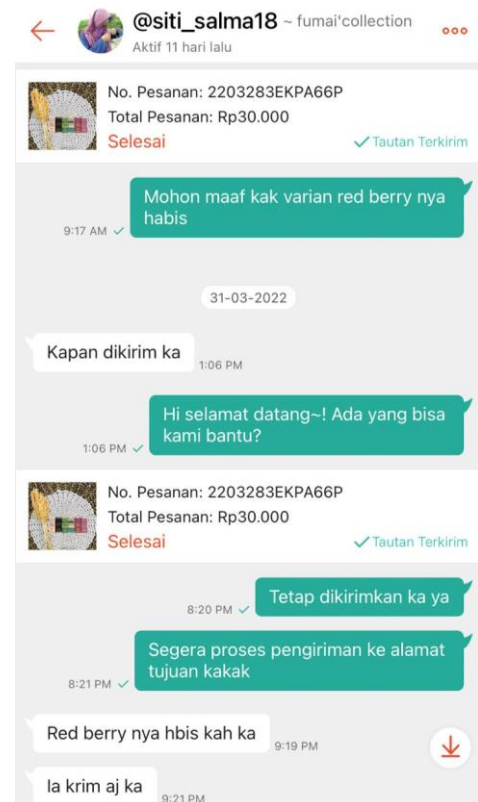 @siti_salma18 ~ fumai'collection
Aktif 11 hari lalu
No. Pesanan: 2203283EKPA66P
Total Pesanan: Rp30.000
Selesai
Tautan Terkirim
Mohon maaf kak varian red berry nya
habis
9:17 AM
31-03-2022
Kapan dikirim ka
1:06 PM
Hi selamat datang~! Ada yang bisa
kami bantu?
1:06 PM
No. Pesanan: 2203283EKPA66P
Total Pesanan: Rp30.000
Selesai
Tautan Terkirim
Tetap dikirimkan ka ya
8:20 PM
Segera proses pengiriman ke alamat
tujuan kakak
8:21 PM
Red berry nya hbis kah ka
9:19 PM
Ia krim aj ka
9:21 PM